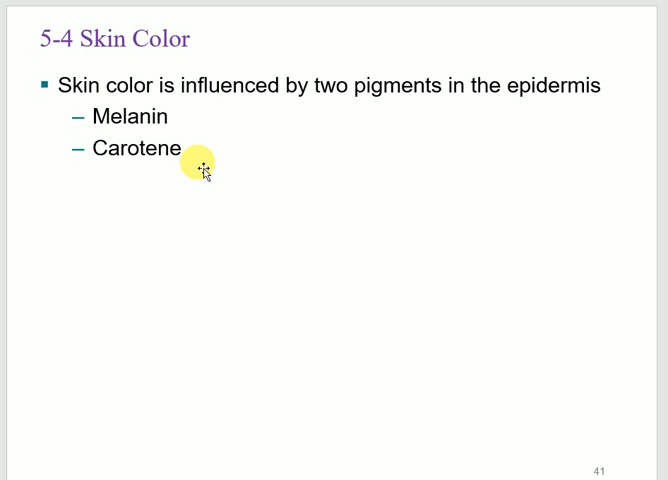 5-4 Skin Color
▪ Skin color is influenced by two pigments in the epidermis
– Melanin
– Carotene
41